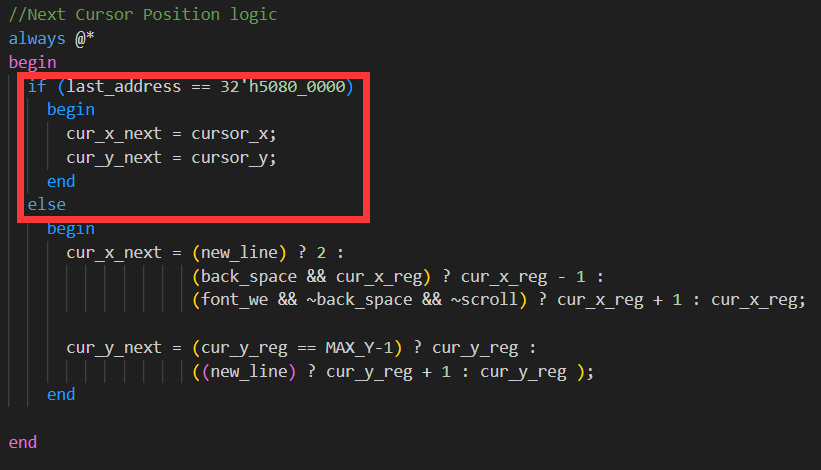 //Next Cursor Position logic
always @*
begin
if (last_address == 32'h5080_0000)
begin
cur_x_next = cursor_x;
cur_y_next = cursor_y;
end
else
begin
cur_x_next = (new_line) ? 2 :
(back_space && cur_x_reg) ? cur_x_reg - 1 :
(font_we && ~back_space && ~scroll) ? cur_x_reg + 1 : cur_x_reg;
cur_y_next = (cur_y_reg == MAX_Y-1) ? cur_y_reg :
((new_line) ? cur_y_reg + 1 : cur_y_reg );
end
end